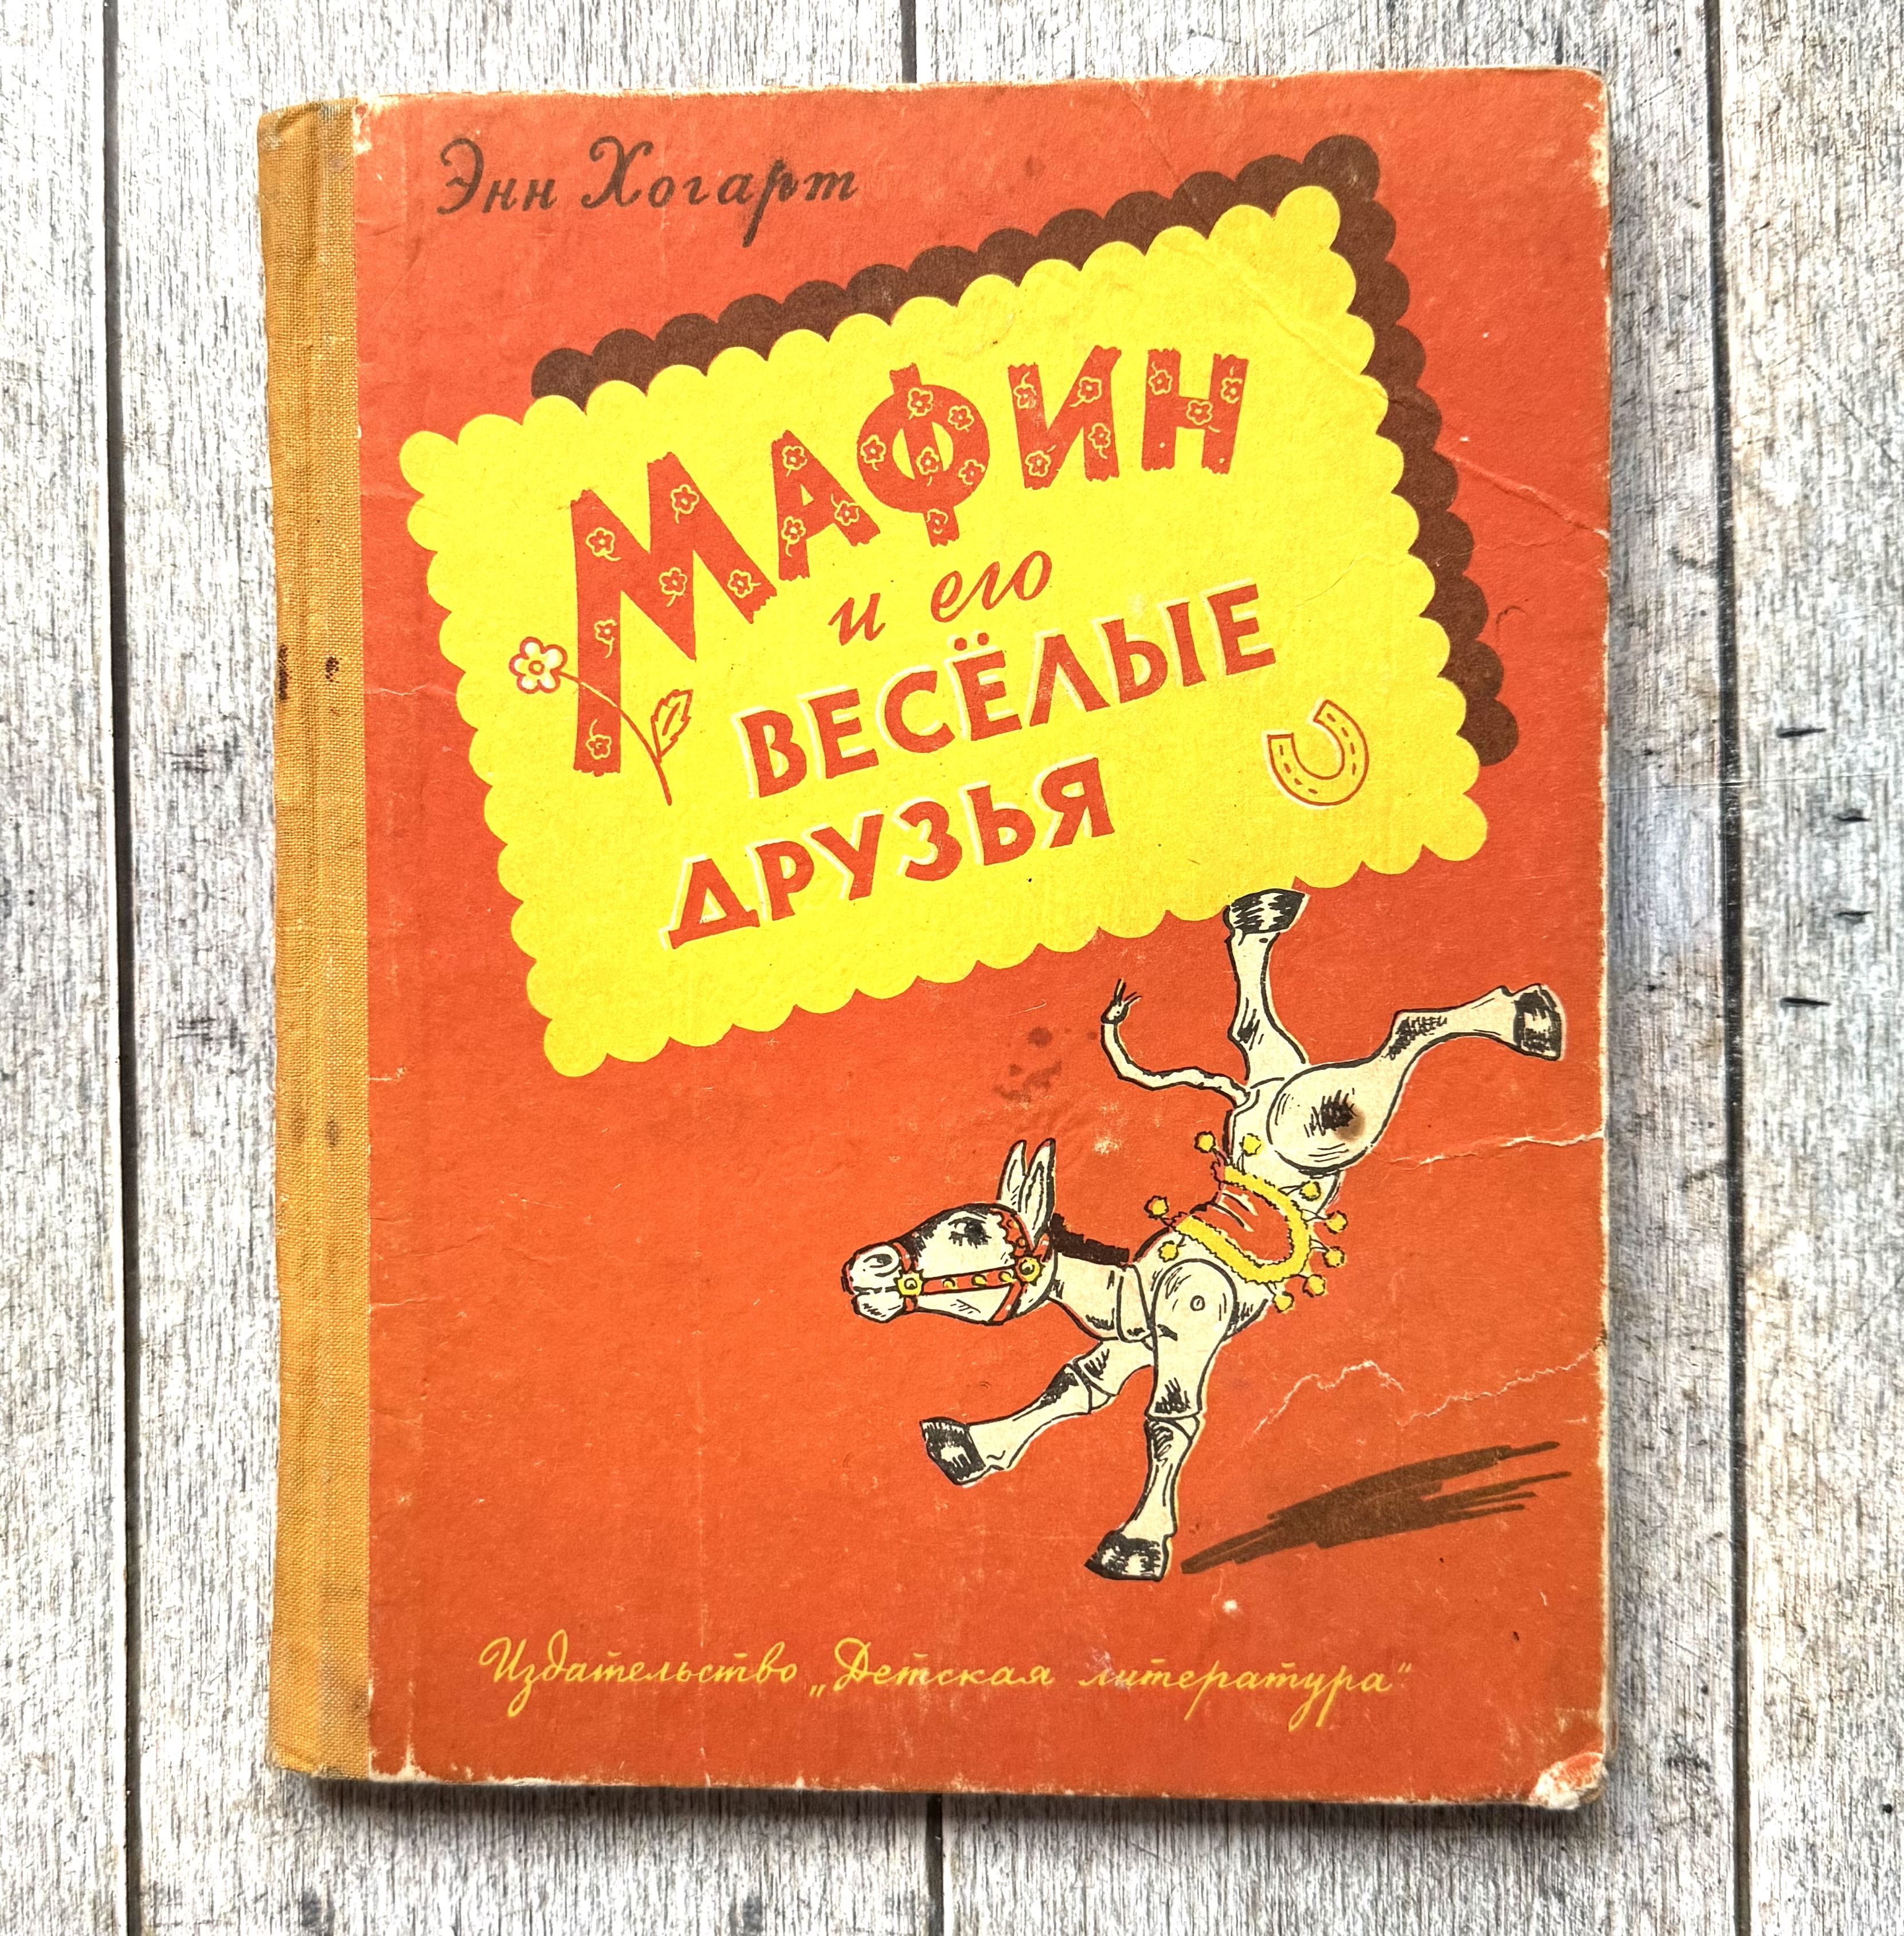 Энн Хогарт
МАФИН
и его
ВЕСЁЛЫЕ
ДРУЗЬЯ
Издательство „Детская литература"